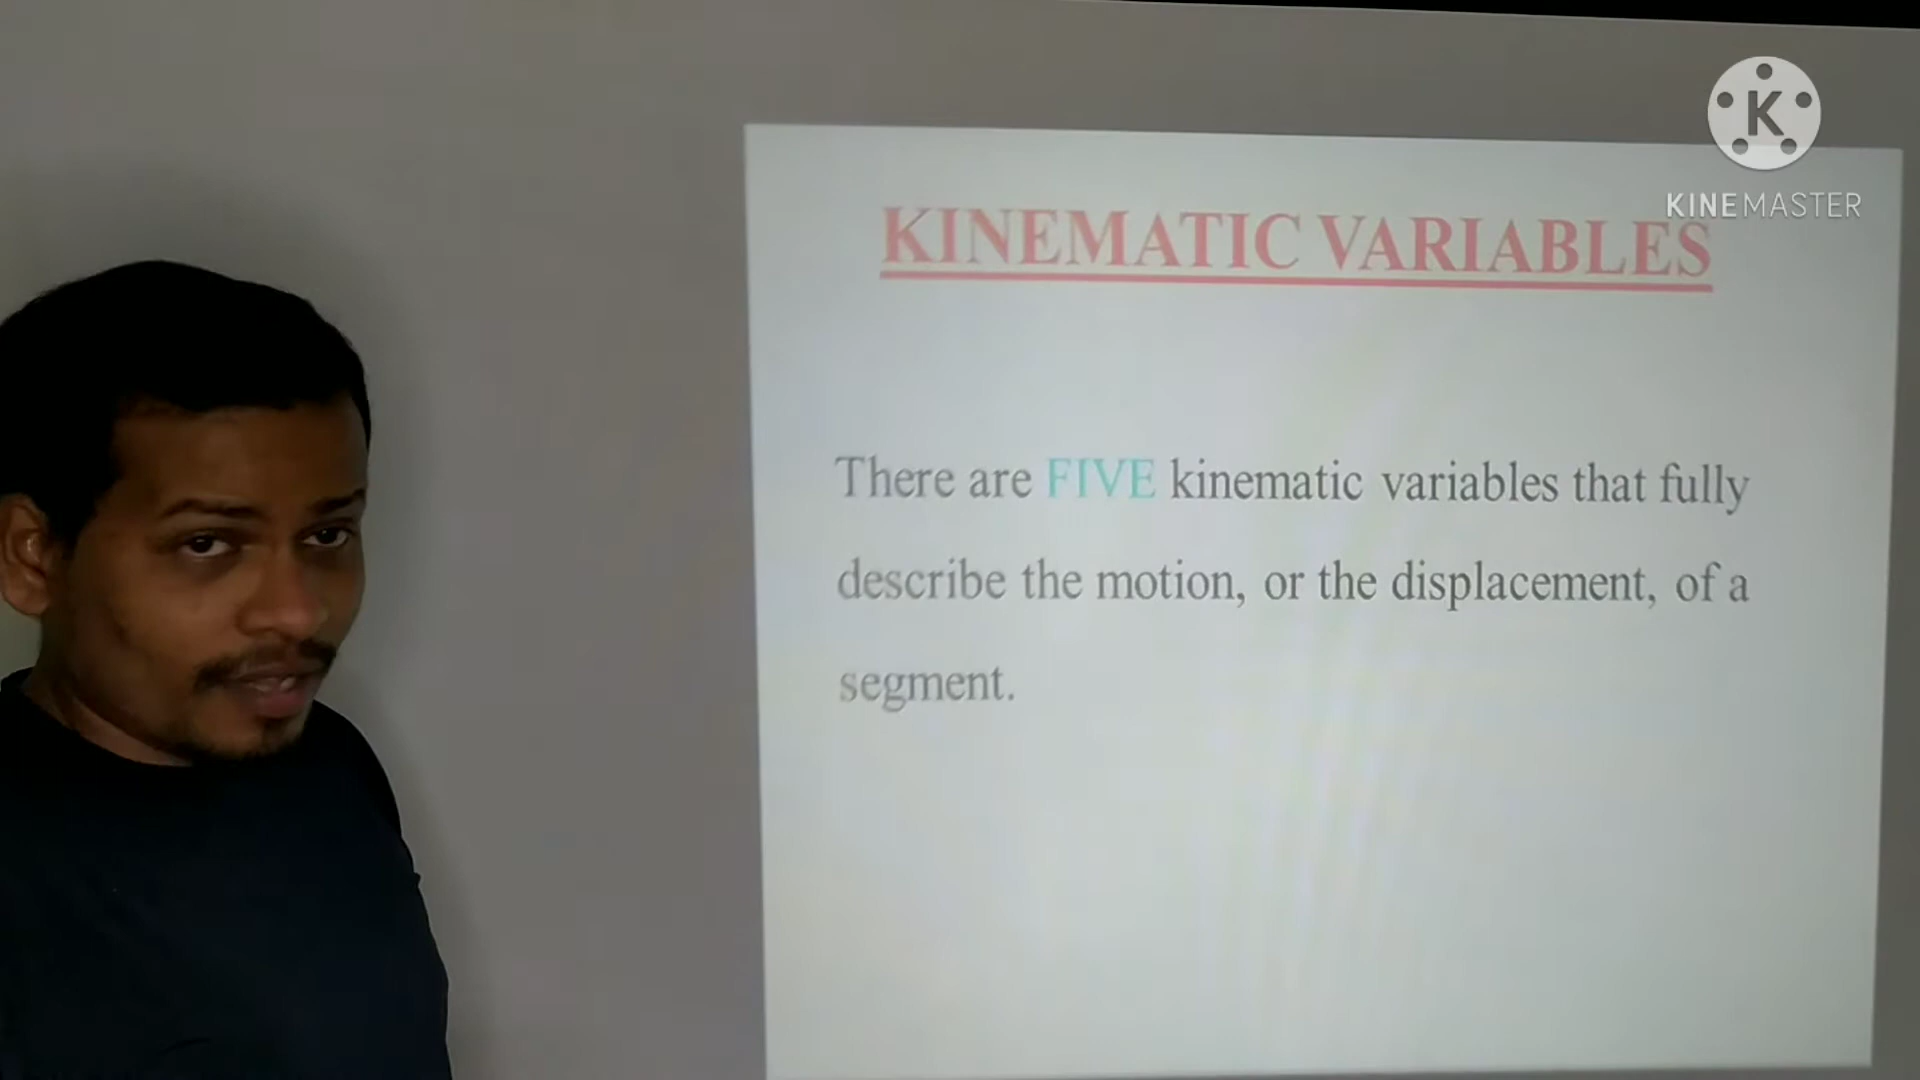 K
KINEMASTER
KINEMATIC VARIABLES
There are FIVE kinematic variables that fully
describe the motion, or the displacement, of a
segment.